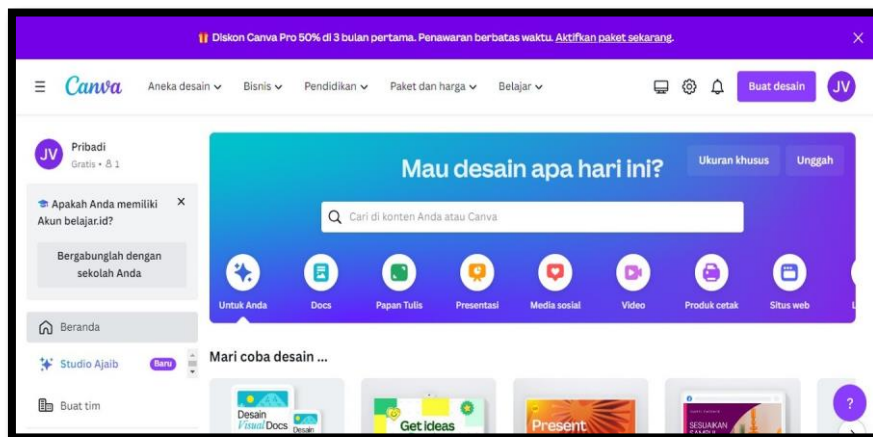 Diskon Canva Pro 50% di 3 bulan pertama. Penawaran berbatas waktu. Aktifkan paket sekarang.
Canva
Aneka desain
Bisnis
Pendidikan
Paket dan harga
Belajar
Buat desain
JV
JV
Pribadi
Gratis • 1
Apakah Anda memiliki
Akun belajar.id?
Bergabunglah dengan
sekolah Anda
Beranda
Studio Ajaib
Baru
Buat tim
Mau desain apa hari ini?
Ukuran khusus
Unggah
Cari di konten Anda atau Canva
Untuk Anda
Docs
Papan Tulis
Presentasi
Media sosial
Video
Produk cetak
Situs web
Mari coba desain ...
Desain
Visual Docs
Desain
Get ideas
Present
SESUAIKAN
?